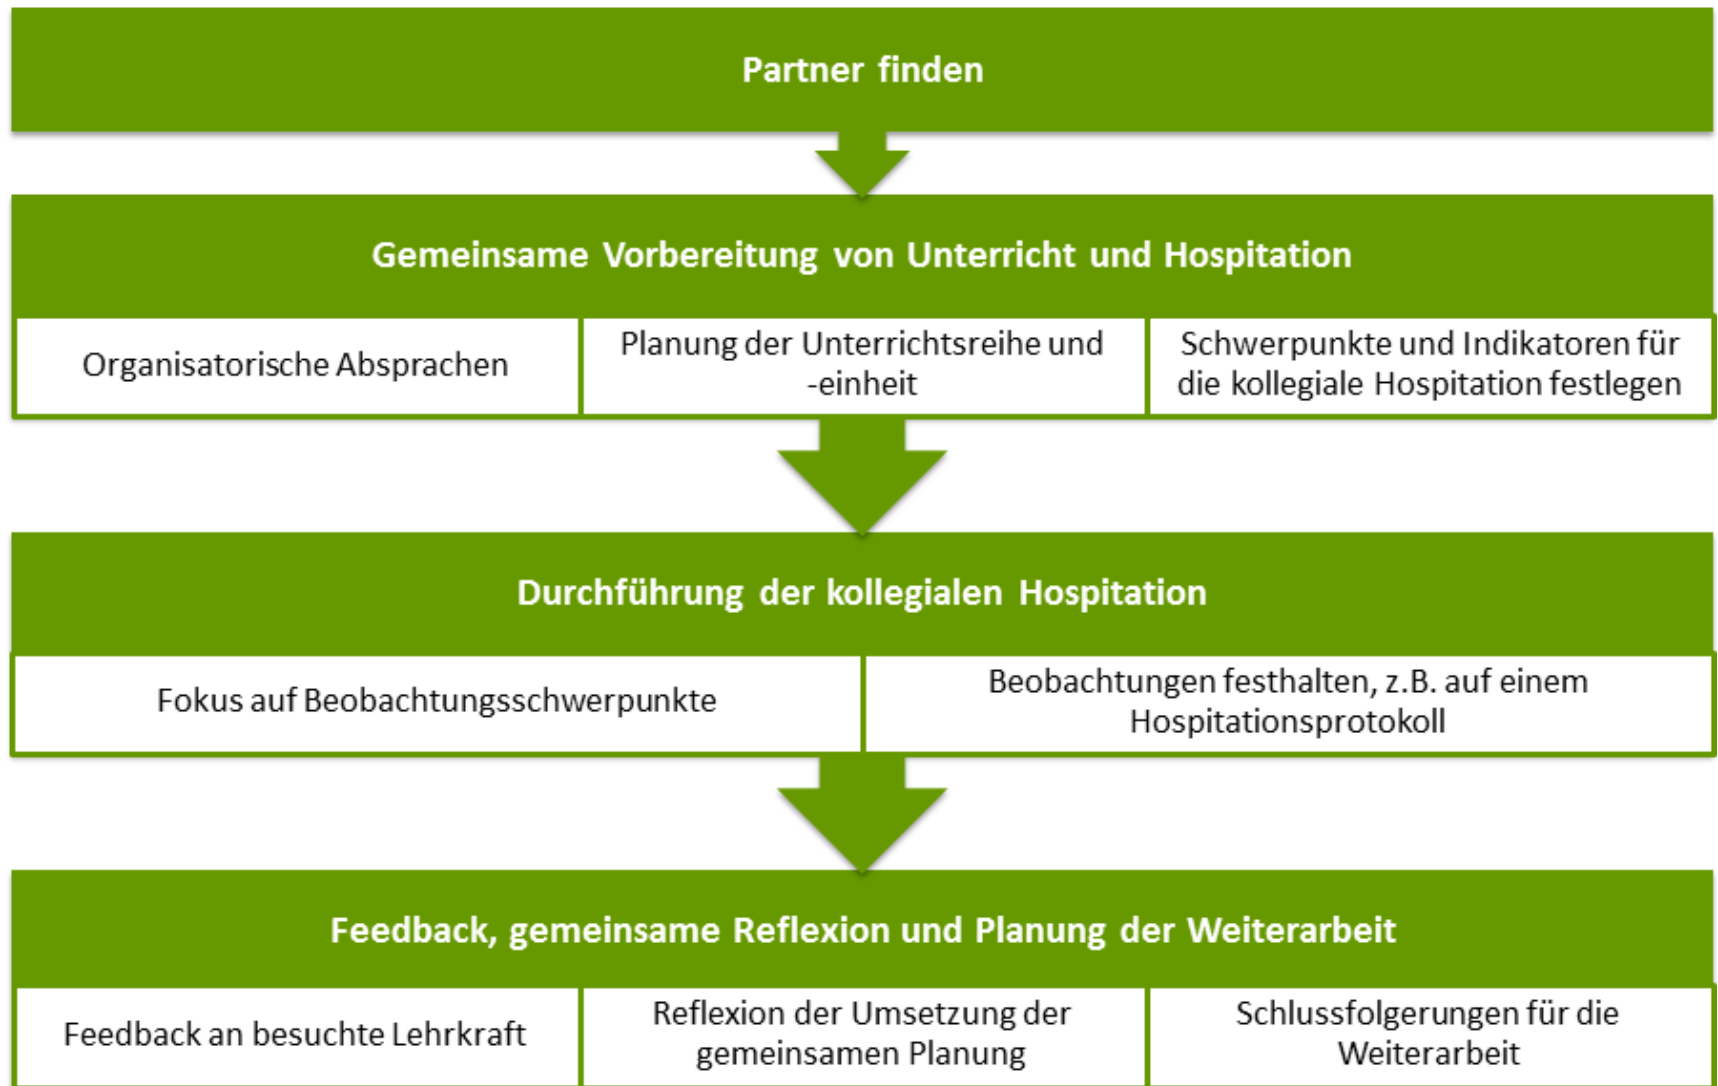 Partner finden
Gemeinsame Vorbereitung von Unterricht und Hospitation
Organisatorische Absprachen
Planung der Unterrichtsreihe und
-einheit
Schwerpunkte und Indikatoren für
die kollegiale Hospitation festlegen
Durchführung der kollegialen Hospitation
Fokus auf Beobachtungsschwerpunkte
Beobachtungen festhalten, z.B. auf einem
Hospitationsprotokoll
Feedback, gemeinsame Reflexion und Planung der Weiterarbeit
Feedback an besuchte Lehrkraft
Reflexion der Umsetzung der
gemeinsamen Planung
Schlussfolgerungen für die
Weiterarbeit